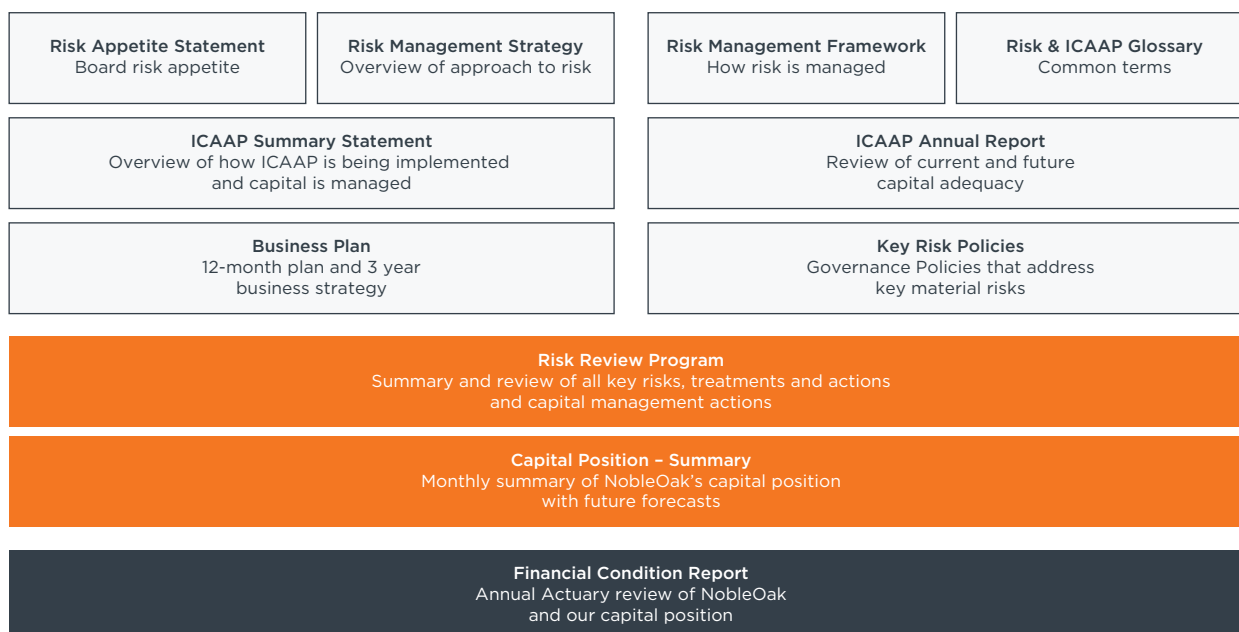 Risk Appetite Statement
Board risk appetite
Risk Management Strategy
Overview of approach to risk
Risk Management Framework
How risk is managed
Risk & ICAAP Glossary
Common terms
ICAAP Summary Statement
Overview of how ICAAP is being implemented
and capital is managed
ICAAP Annual Report
Review of current and future
capital adequacy
Business Plan
12-month plan and 3 year
business strategy
Key Risk Policies
Governance Policies that address
key material risks
Risk Review Program
Summary and review of all key risks, treatments and actions
and capital management actions
Capital Position – Summary
Monthly summary of NobleOak's capital position
with future forecasts
Financial Condition Report
Annual Actuary review of NobleOak
and our capital position